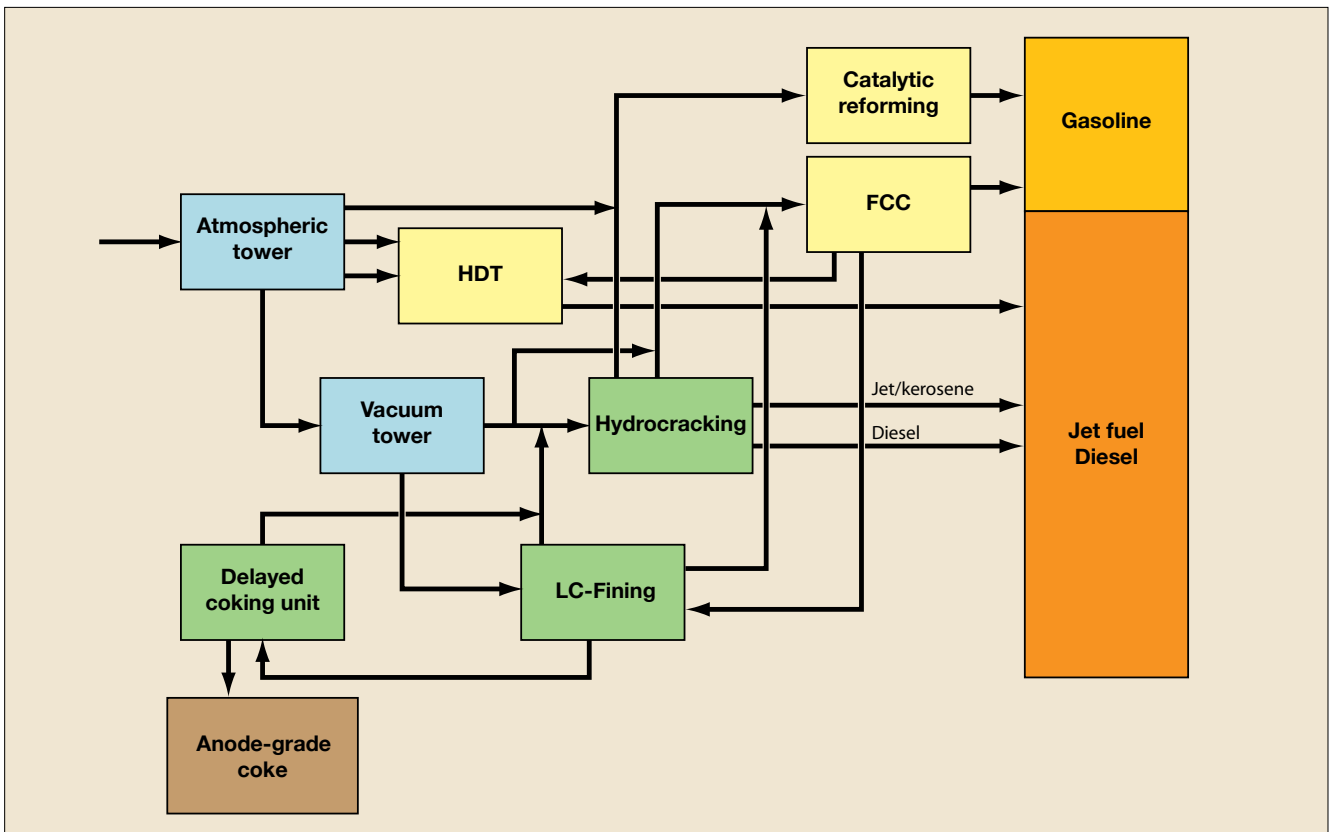 Catalytic
reforming
Gasoline
FCC
Atmospheric
tower
HDT
Jet/kerosene
Vacuum
tower
Hydrocracking
Diesel
Jet fuel
Diesel
Delayed
coking unit
LC-Fining
Anode-grade
coke